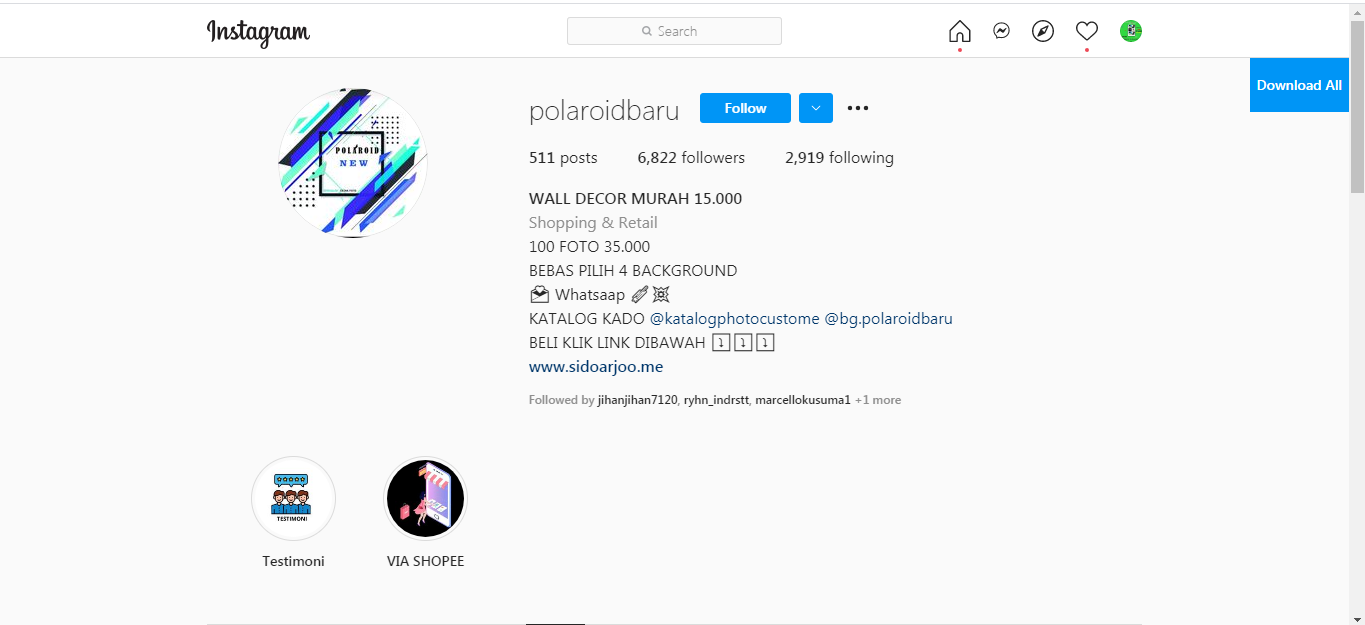 Instagram
Search
Download All
POLAROID
NEW
polaroidbaru Follow
511 posts 6,822 followers 2,919 following
WALL DECOR MURAH 15.000
Shopping & Retail
100 FOTO 35.000
BEBAS PILIH 4 BACKGROUND
Whatsaap
KATALOG KADO @katalogphotocustome @bg.polaroidbaru
BELI KLIK LINK DIBAWAH
www.sidoarjoo.me
Followed by jihanjihan7120, ryhn_indrstt, marcellokusuma1 +1 more
TESTIMONI
Testimoni VIA SHOPEE